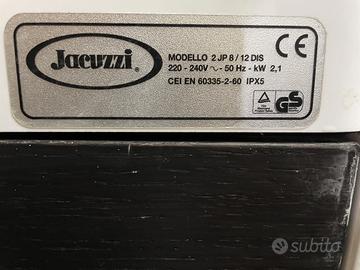 Jacuzzi®
MODELLO 2 JP 8 / 12 DIS
220 - 240V ~ - 50 Hz - kW 2,1
CEI EN 60335-2-60 IPX5
CE
GS
subito